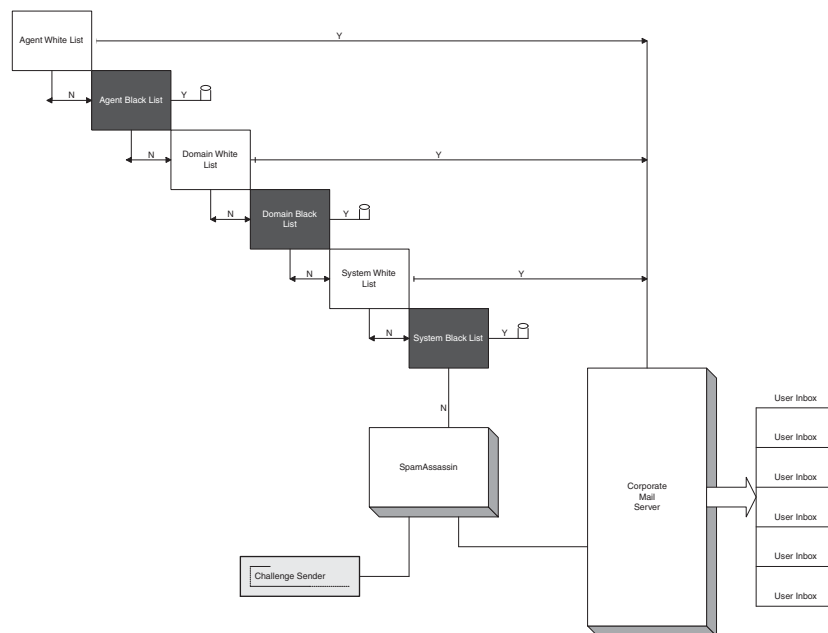 Agent White List
Y
N
Agent Black List
Y
N
Domain White
List
Y
N
Domain Black
List
Y
N
System White
List
Y
N
System Black List
Y
N
SpamAssassin
Challenge Sender
Corporate
Mail
Server
User Inbox
User Inbox
User Inbox
User Inbox
User Inbox
User Inbox